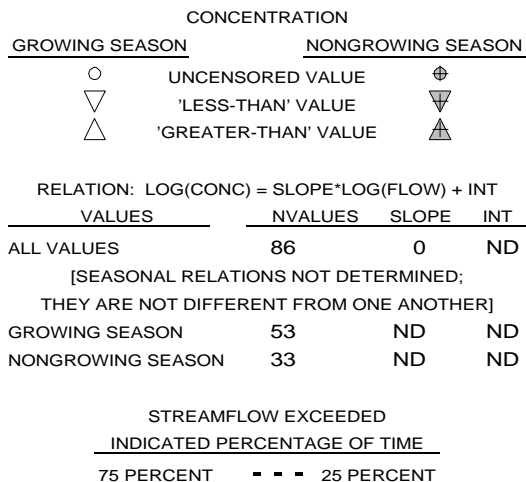 CONCENTRATION
GROWING SEASON NONGROWING SEASON
UNCENSORED VALUE
'LESS-THAN' VALUE
'GREATER-THAN' VALUE
RELATION: LOG(CONC) = SLOPE*LOG(FLOW) + INT
VALUES NVALUES SLOPE INT
ALL VALUES 86 0 ND
[SEASONAL RELATIONS NOT DETERMINED;
THEY ARE NOT DIFFERENT FROM ONE ANOTHER]
GROWING SEASON 53 ND ND
NONGROWING SEASON 33 ND ND
STREAMFLOW EXCEEDED
INDICATED PERCENTAGE OF TIME
75 PERCENT 25 PERCENT